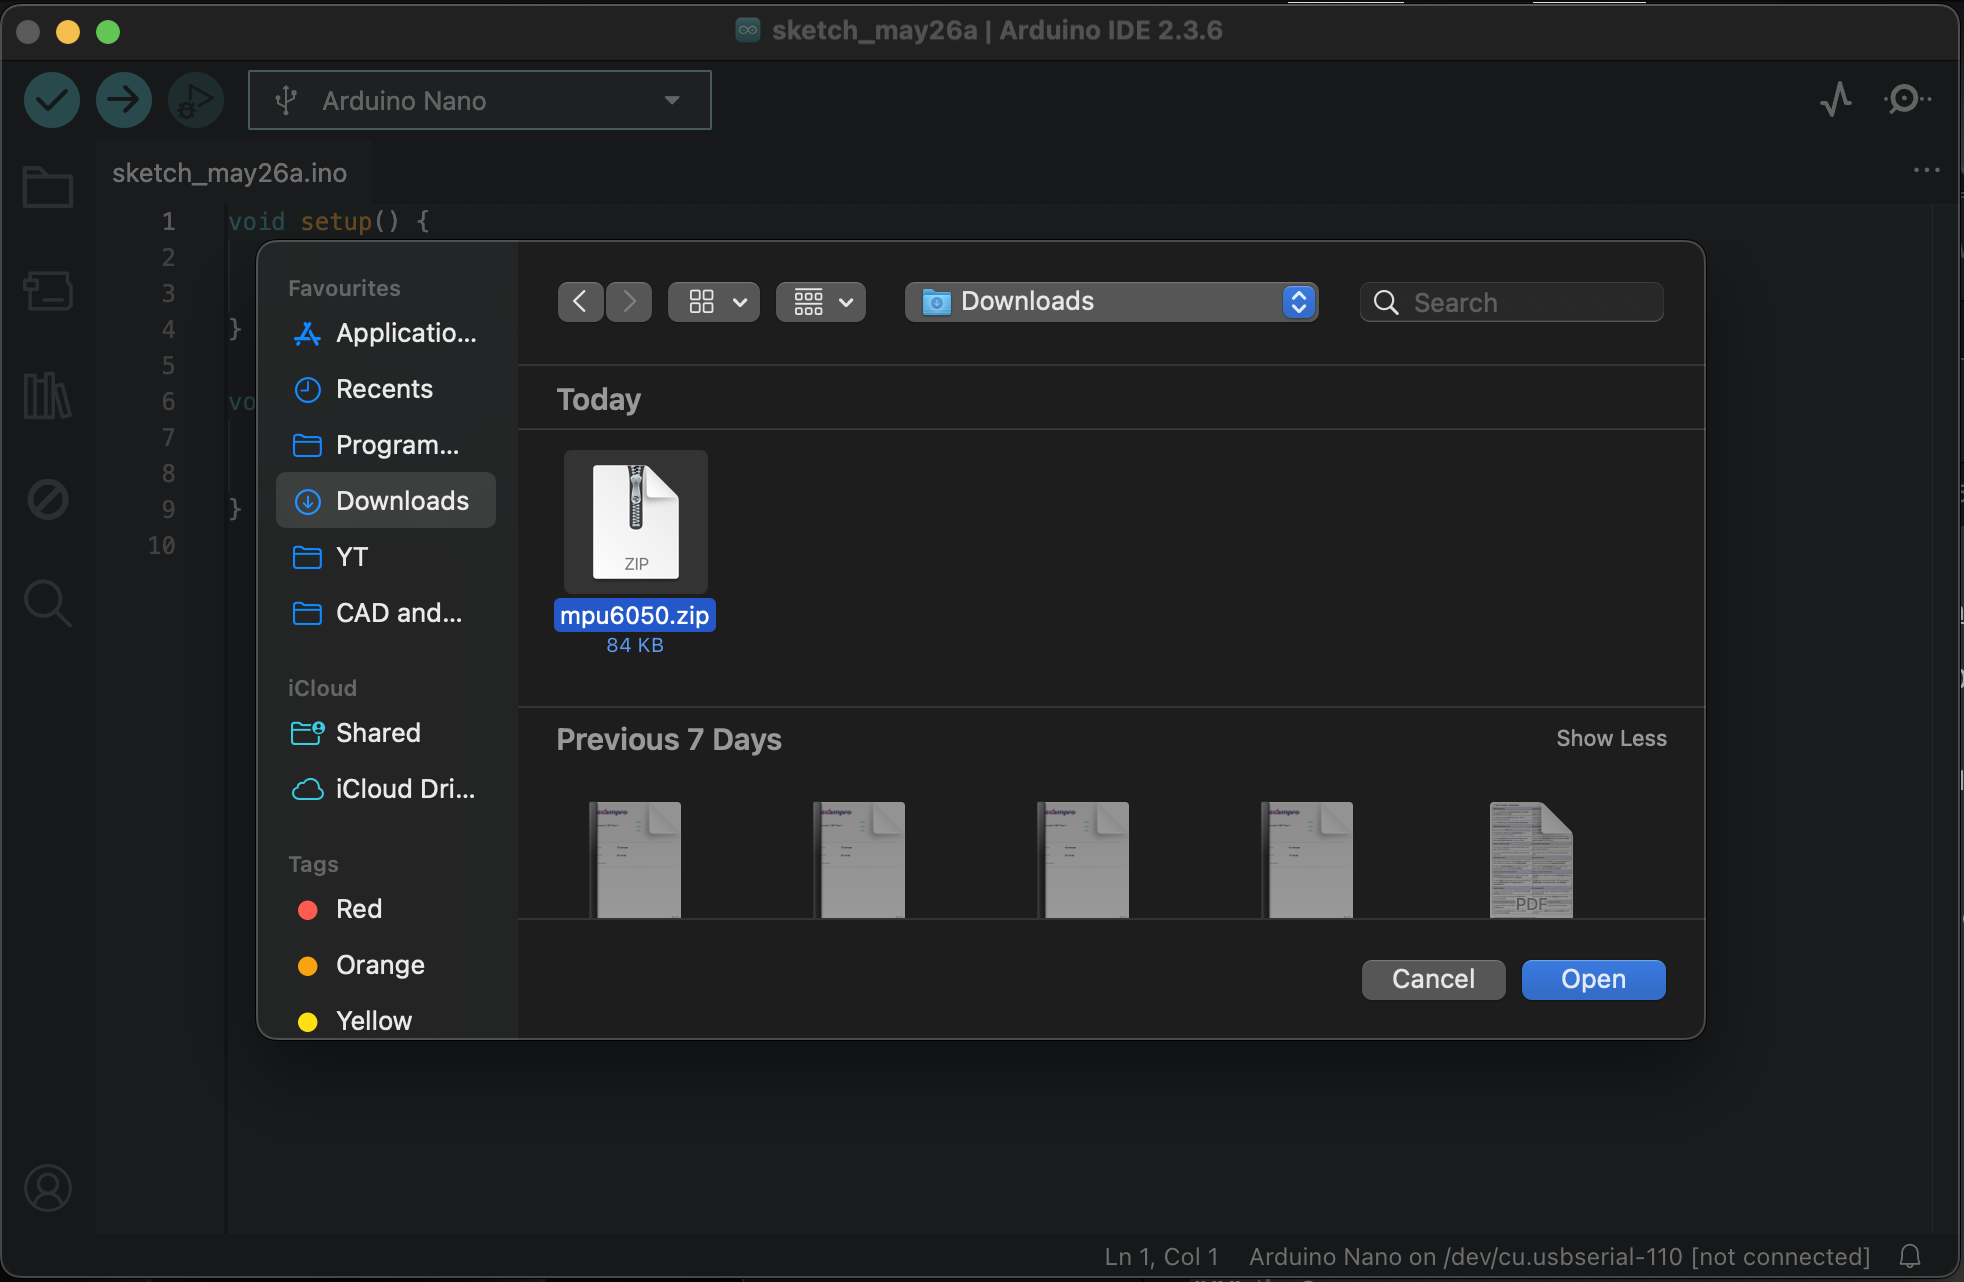 sketch_may26a | Arduino IDE 2.3.6
Arduino Nano
sketch_may26a.ino
1 void setup() {
2
3
4 }
5
6 vo
7
8
9 }
10
Favourites
Applicatio...
Recents
Program...
Downloads
YT
CAD and...
iCloud
Shared
iCloud Dri...
Tags
Red
Orange
Yellow
Downloads
Search
Today
ZIP
mpu6050.zip
84 KB
Previous 7 Days
Show Less
PDF
Cancel
Open
Ln 1, Col 1 Arduino Nano on /dev/cu.usbserial-110 [not connected]